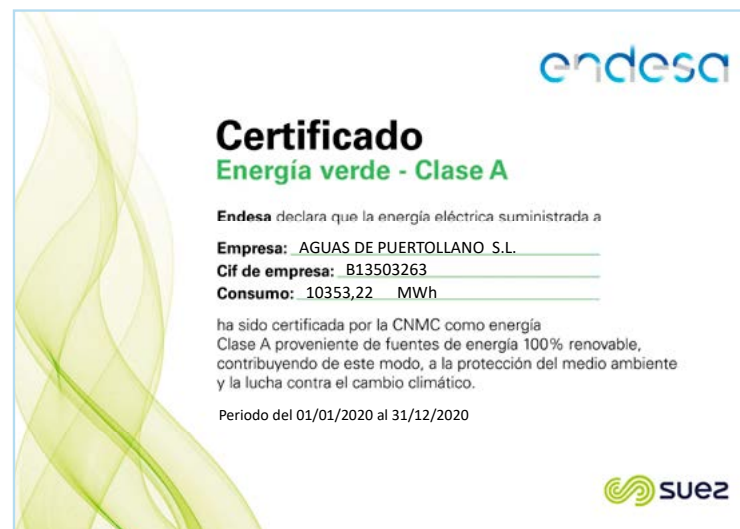 endesa
Certificado
Energía verde - Clase A
Endesa declara que la energía eléctrica suministrada a
Empresa: AGUAS DE PUERTOLLANO S.L.
Cif de empresa: B13503263
Consumo: 10353,22 MWh
ha sido certificada por la CNMC como energía
Clase A proveniente de fuentes de energía 100% renovable,
contribuyendo de este modo, a la protección del medio ambiente
y la lucha contra el cambio climático.
Periodo del 01/01/2020 al 31/12/2020
suez